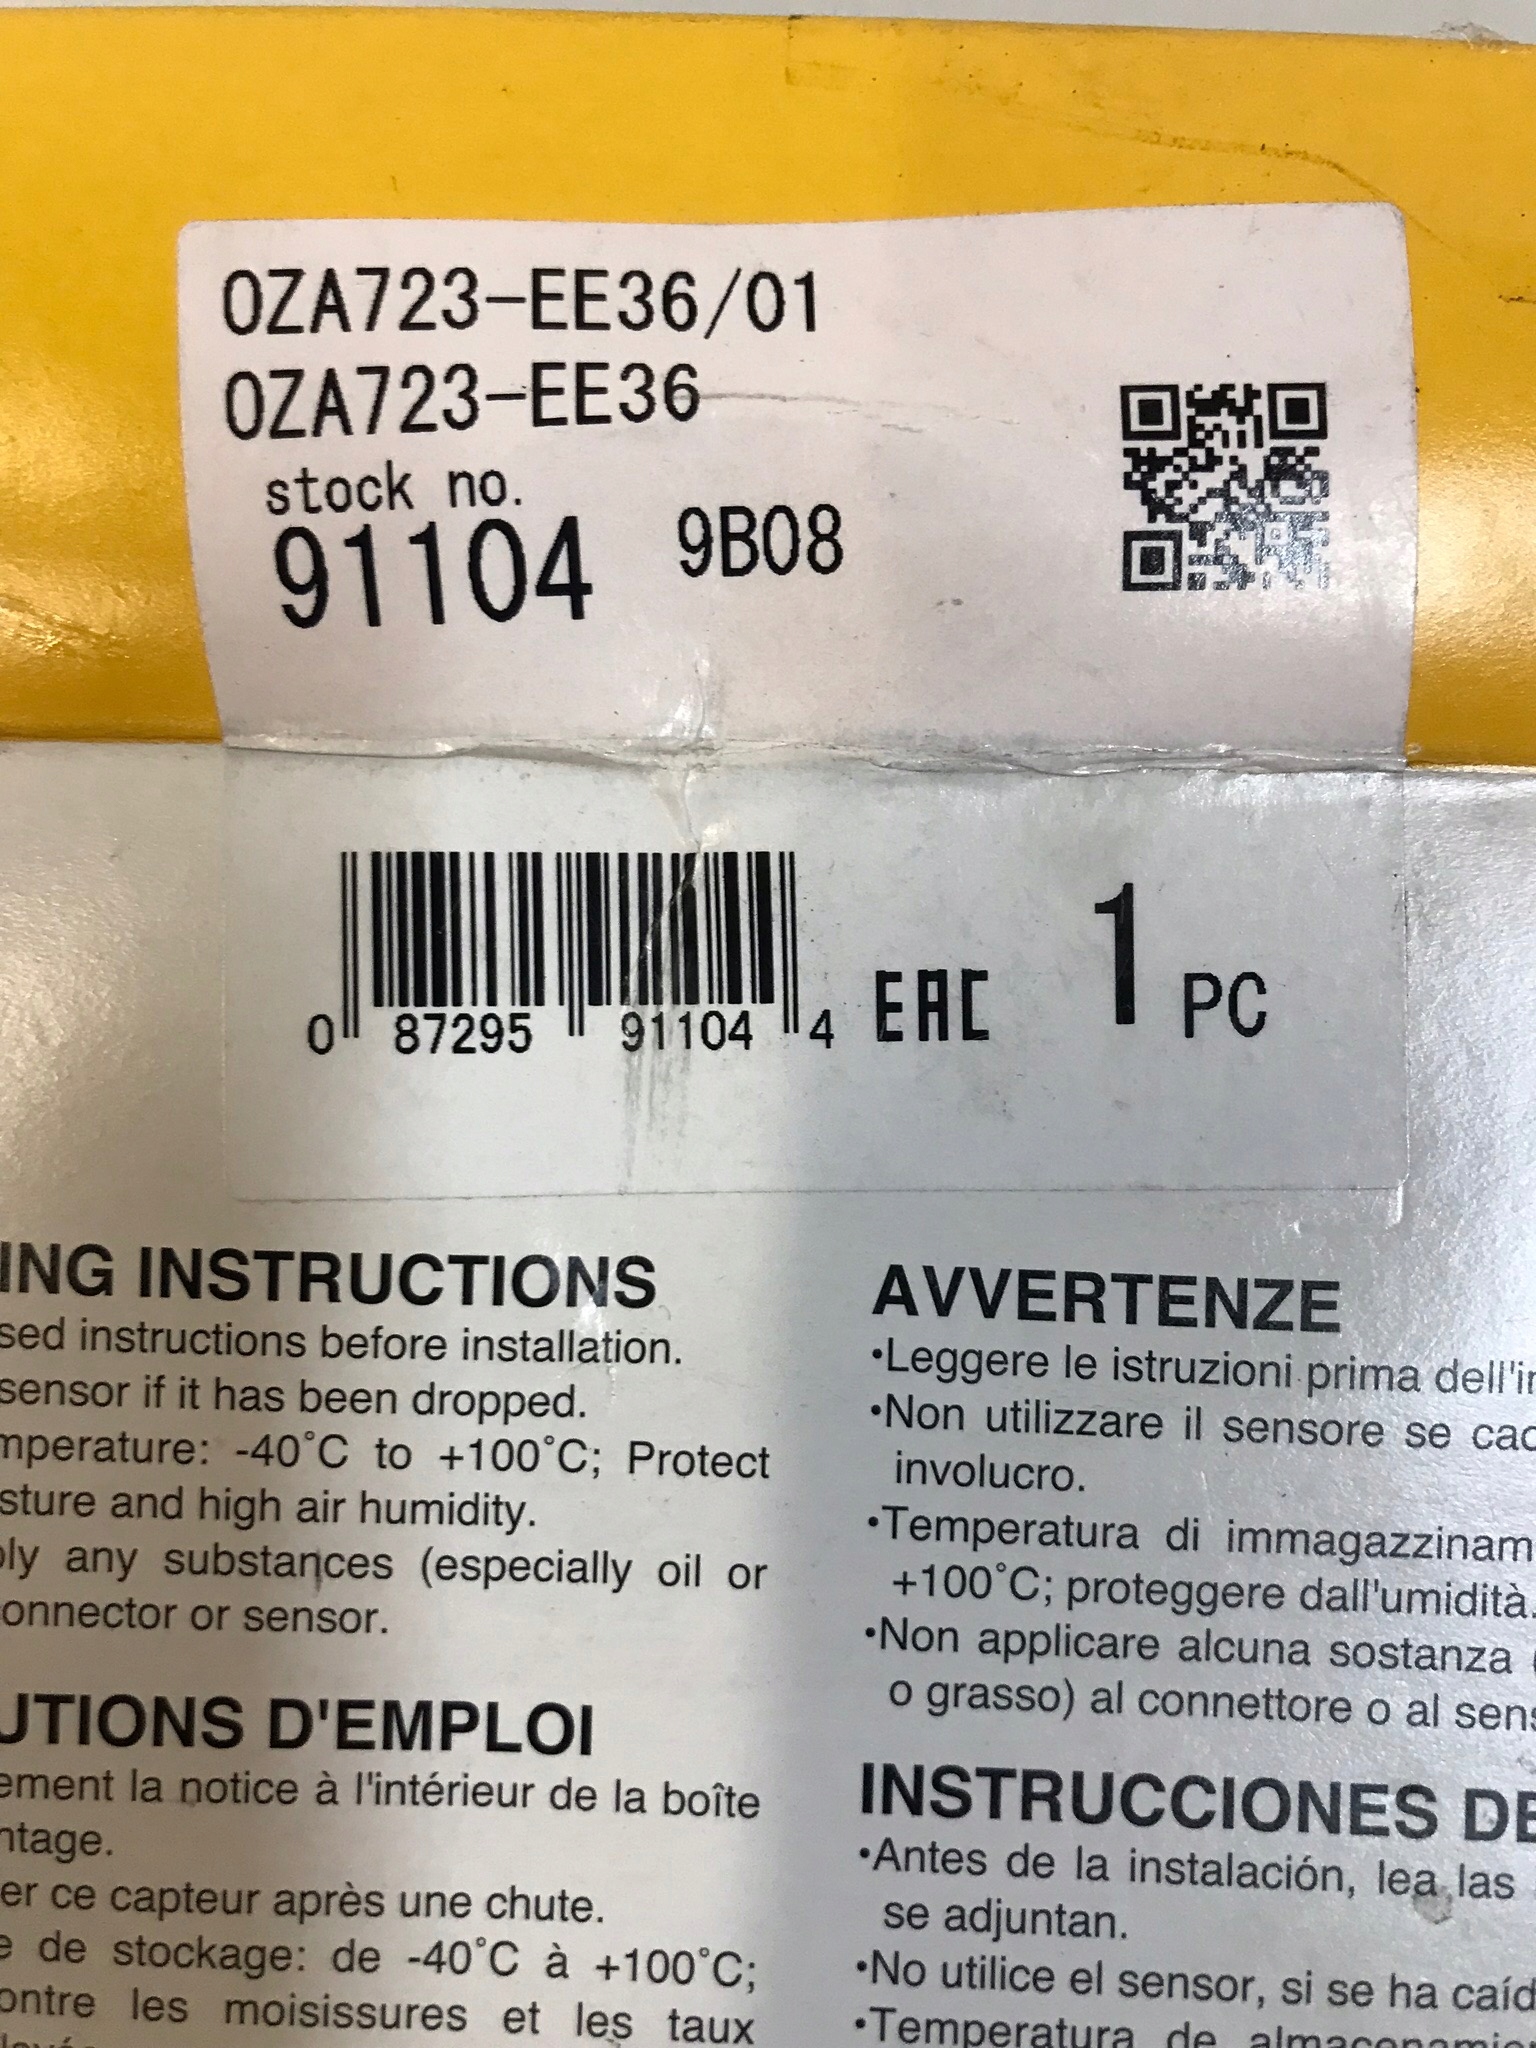 OZA723-EE36/01
OZA723-EE36
stock no.
91104 9B08
0 87295 91104 4 EAC 1 PC
ING INSTRUCTIONS
sed instructions before installation.
sensor if it has been dropped.
mperature: -40°C to +100°C; Protect
sture and high air humidity.
ly any substances (especially oil or
onnector or sensor.
UTIONS D'EMPLOI
ement la notice à l'intérieur de la boîte
ntage.
er ce capteur après une chute.
e de stockage: de -40°C à +100°C;
ontre les moisissures et les taux
AVVERTENZE
•Leggere le istruzioni prima dell'in
•Non utilizzare il sensore se cad
involucro.
•Temperatura di immagazzinam
+100°C; proteggere dall'umidità.
•Non applicare alcuna sostanza (
o grasso) al connettore o al sens
INSTRUCCIONES DE
•Antes de la instalación, lea las
se adjuntan.
•No utilice el sensor, si se ha caíd
•Temperatura de almacenamien